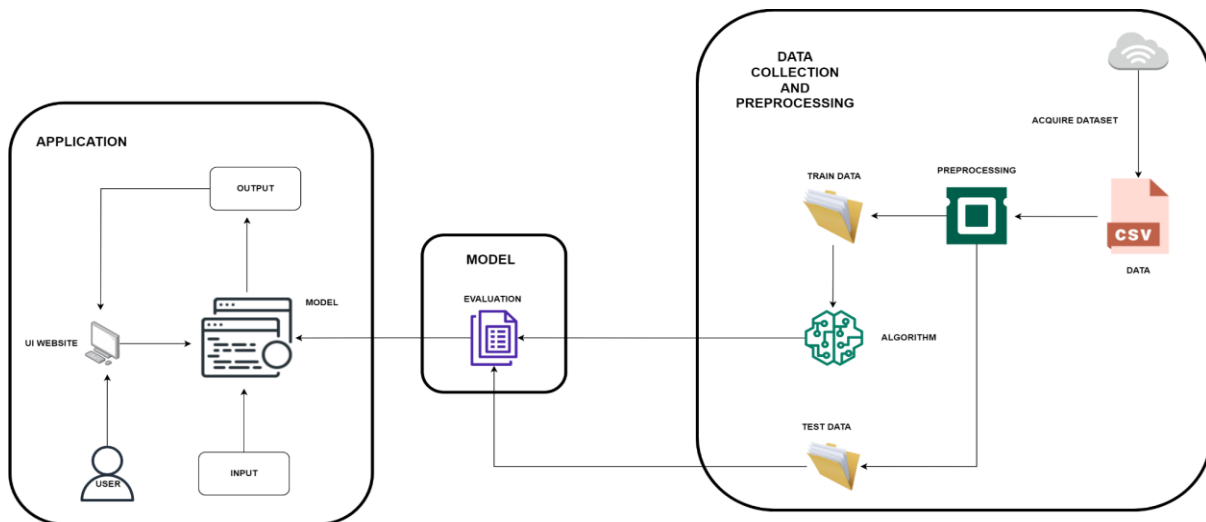 APPLICATION
OUTPUT
MODEL
UI WEBSITE
USER
INPUT
MODEL
EVALUATION
DATA
COLLECTION
AND
PREPROCESSING
ACQUIRE DATASET
TRAIN DATA
PREPROCESSING
CSV
DATA
ALGORITHM
TEST DATA